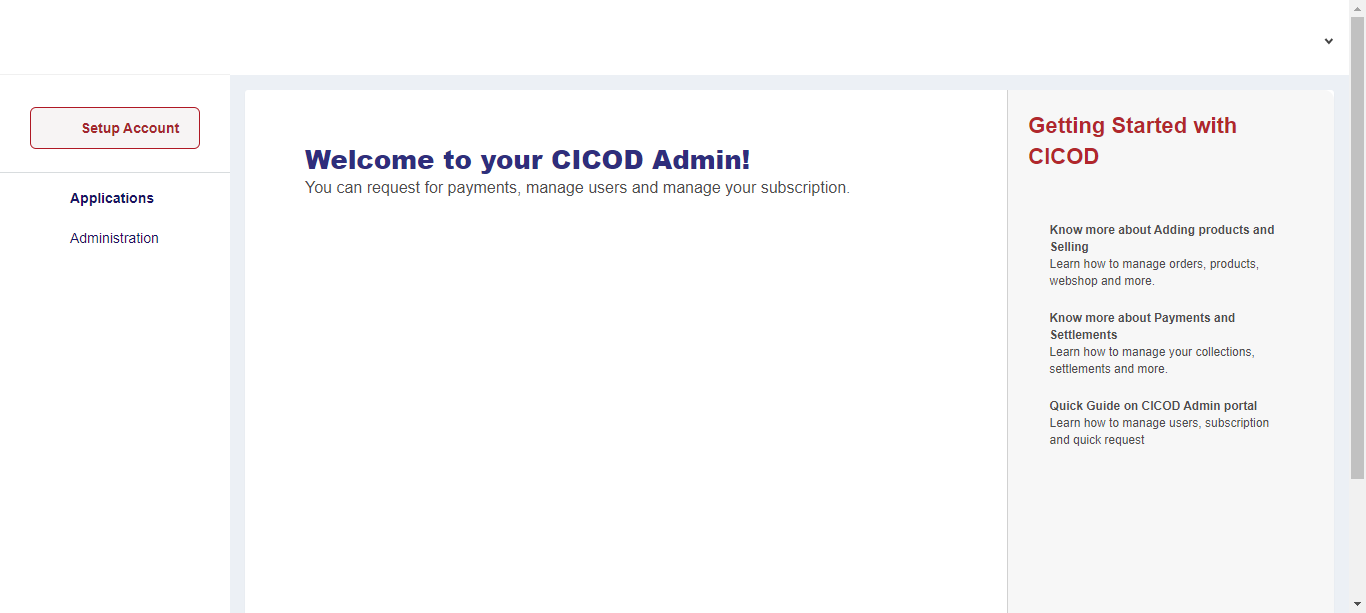 Setup Account
Applications
Administration
Welcome to your CICOD Admin!
You can request for payments, manage users and manage your subscription.
Getting Started with
CICOD
Know more about Adding products and
Selling
Learn how to manage orders, products,
webshop and more.
Know more about Payments and
Settlements
Learn how to manage your collections,
settlements and more.
Quick Guide on CICOD Admin portal
Learn how to manage users, subscription
and quick request